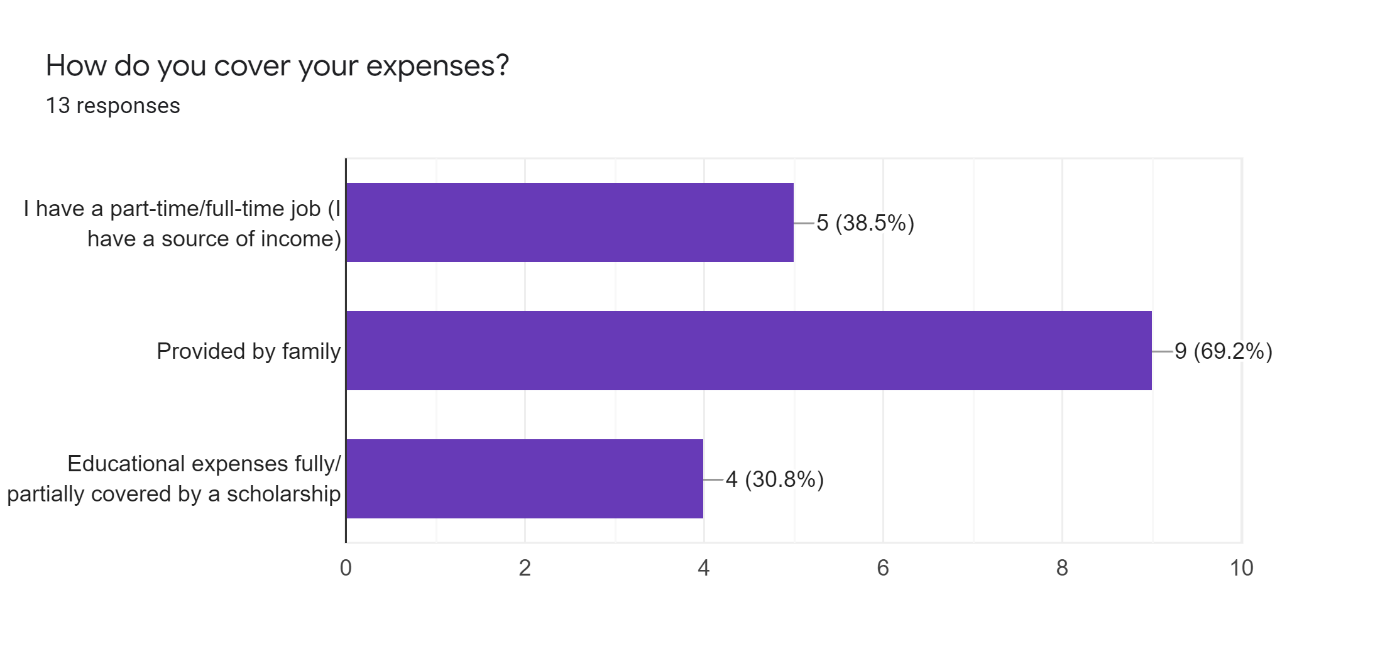 How do you cover your expenses?
13 responses
I have a part-time/full-time job (I
have a source of income)
5 (38.5%)
Provided by family
9 (69.2%)
Educational expenses fully/
partially covered by a scholarship
4 (30.8%)
0 2 4 6 8 10